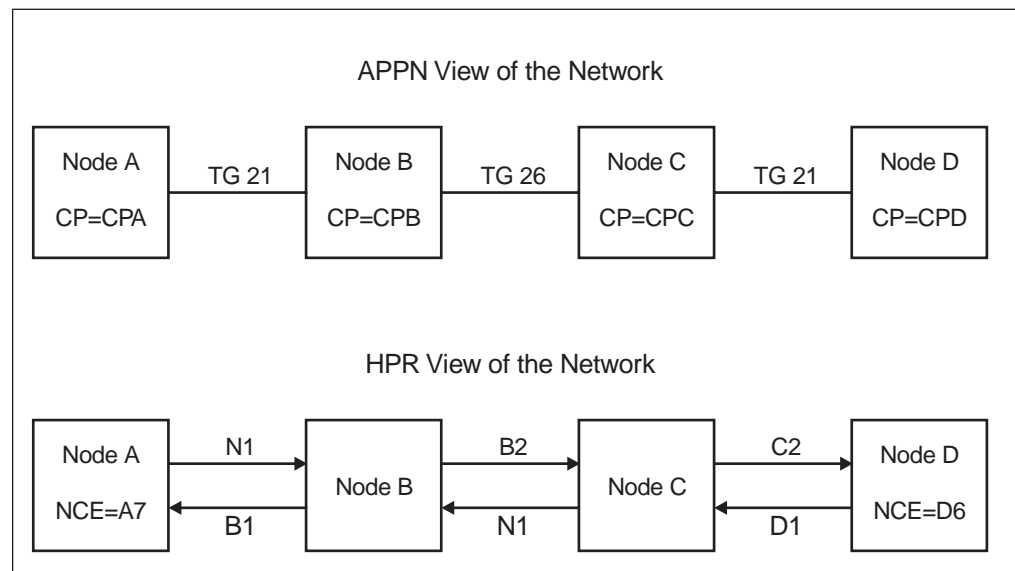 APPN View of the Network
Node A
CP=CPA
TG 21
Node B
CP=CPB
TG 26
Node C
CP=CPC
TG 21
Node D
CP=CPD
HPR View of the Network
Node A
NCE=A7
N1
B1
Node B
B2
N1
Node C
C2
D1
Node D
NCE=D6